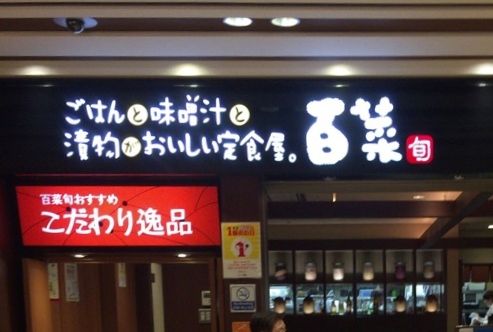 ごはんと味噌汁と
漬物がおいしい定食屋。
百菜旬
百菜旬おすすめ
こだわり逸品